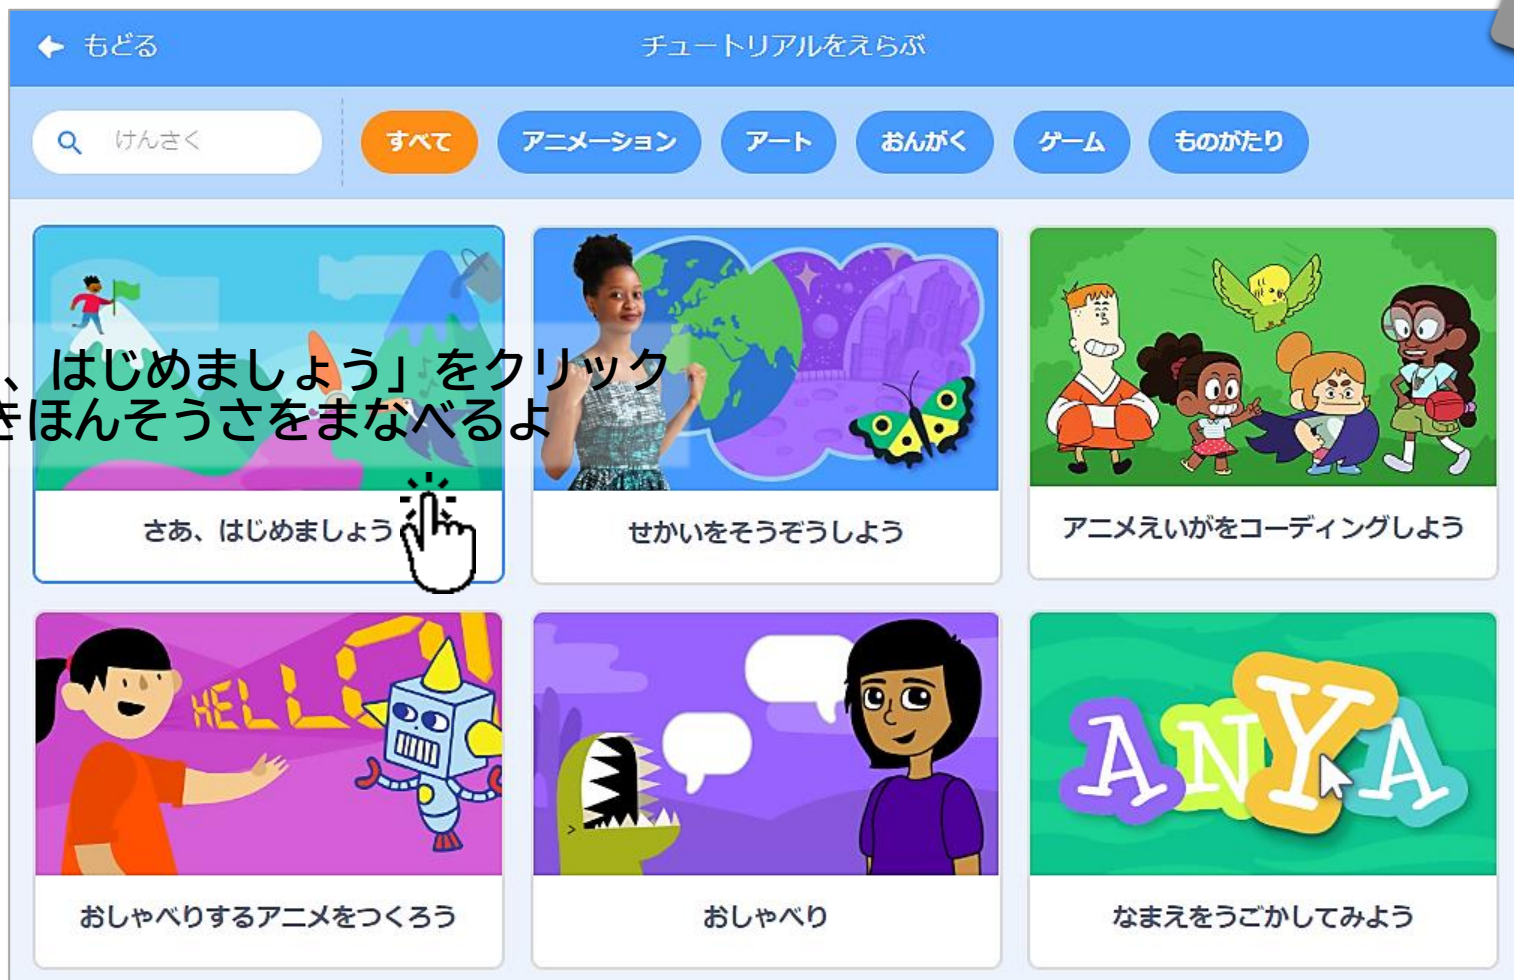 もどる
チュートリアルをえらぶ
けんさく
すべて
アニメーション
アート
おんがく
ゲーム
ものがたり
、はじめましょう」をクリック
きほんそうさをまなべるよ
さあ、はじめましょう
せかいをそうぞうしよう
アニメえいがをコーディングしよう
HELLO
おしゃべりするアニメをつくろう
おしゃべり
ANYA
なまえをうごかしてみよう